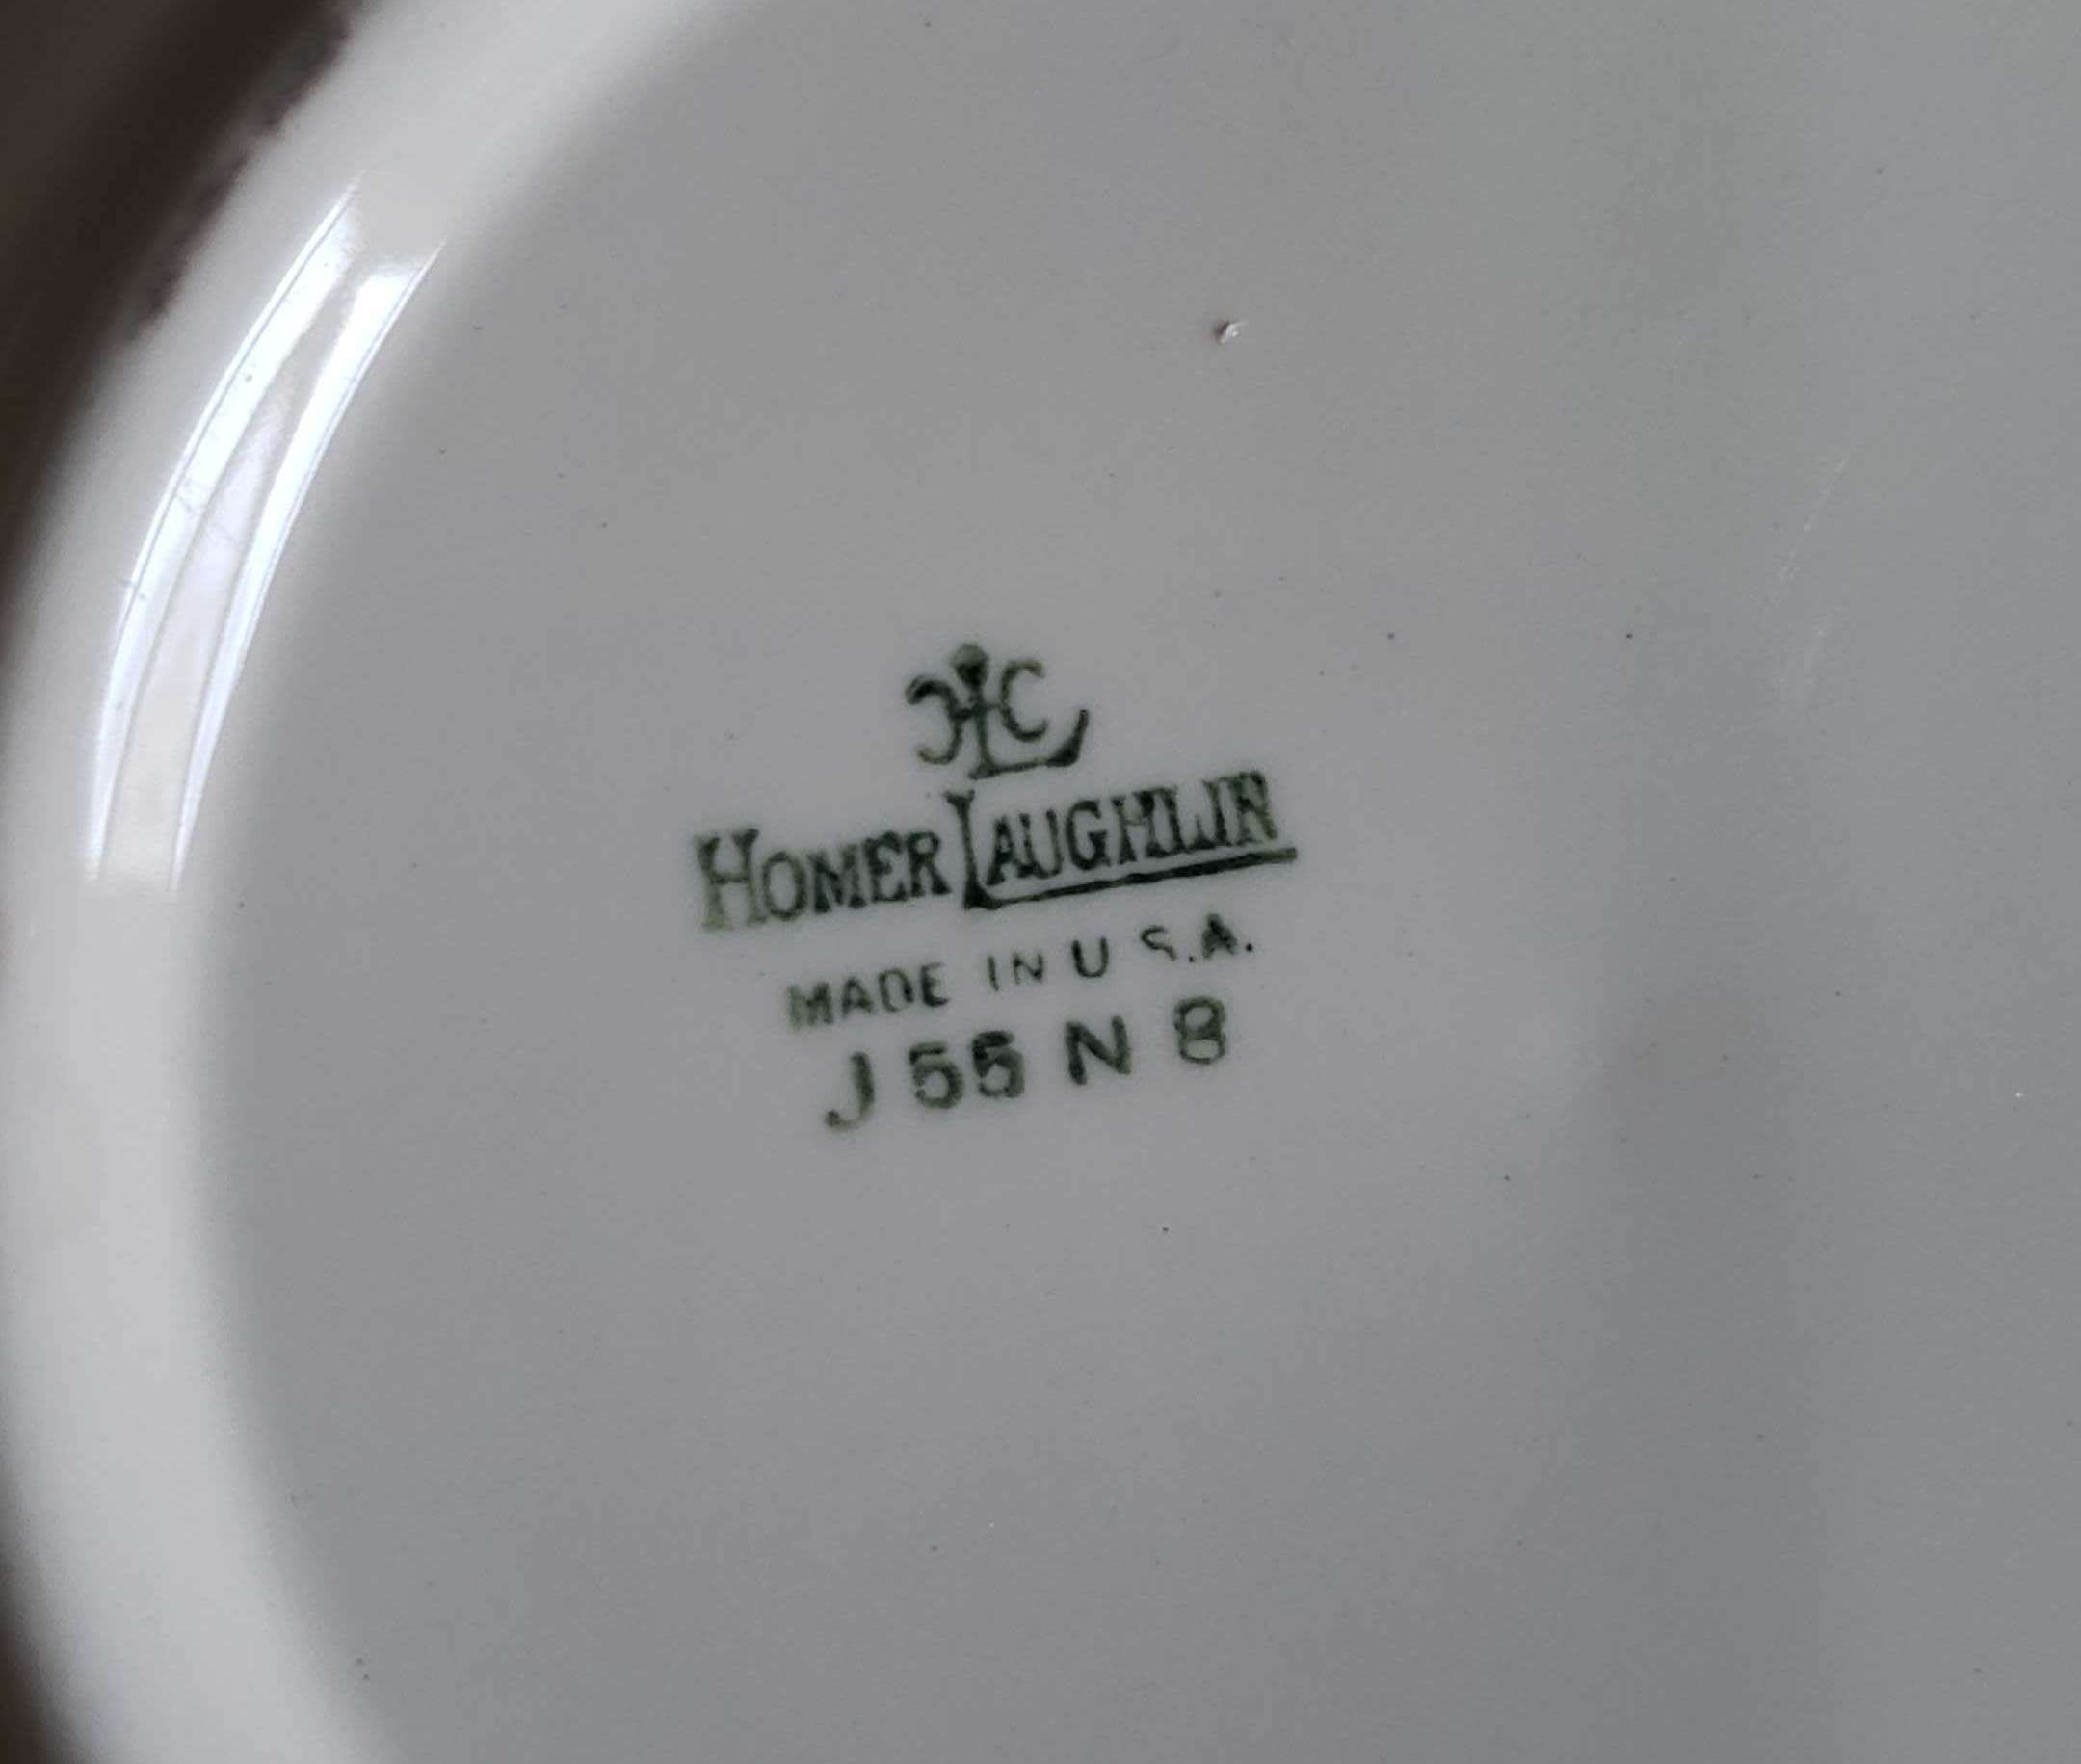 HLC
HOMER LAUGHLIN
MADE IN U S.A.
J 55 N 8